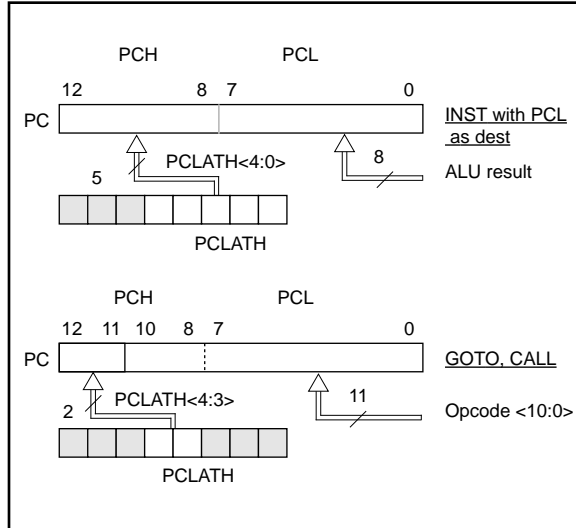 PCH PCL
12 8 7 0
PC INST with PCL
as dest
PCLATH<4:0> 8 ALU result
5
PCLATH
PCH PCL
12 11 10 8 7 0
PC GOTO, CALL
2 PCLATH<4:3> 11 Opcode <10:0>
PCLATH